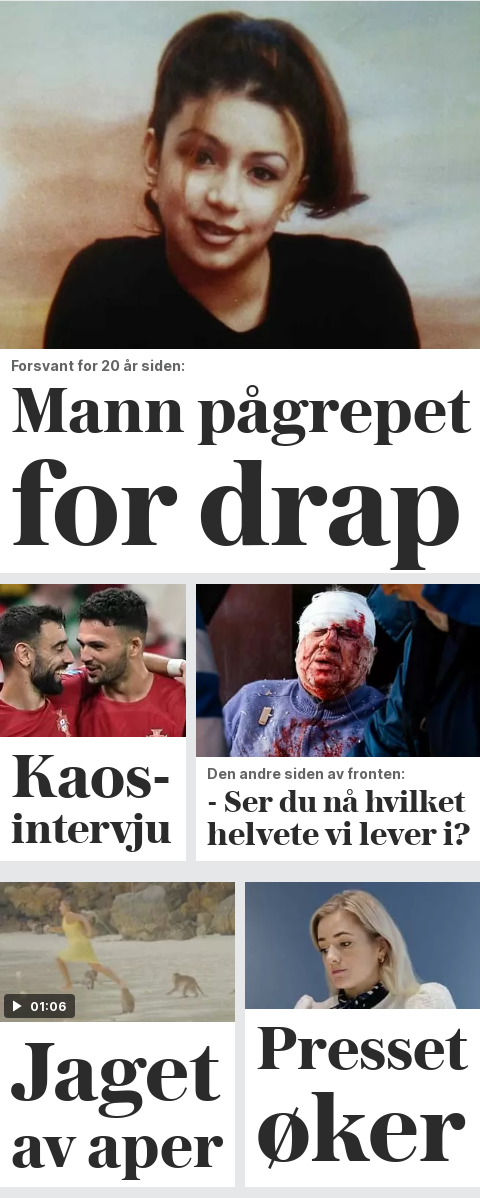 Forsvant for 20 år siden:
Mann pågrepet
for drap
Kaos-
intervju
Den andre siden av fronten:
- Ser du nå hvilket
helvete vi lever i?
01:06
Jaget
av aper
Presset
øker